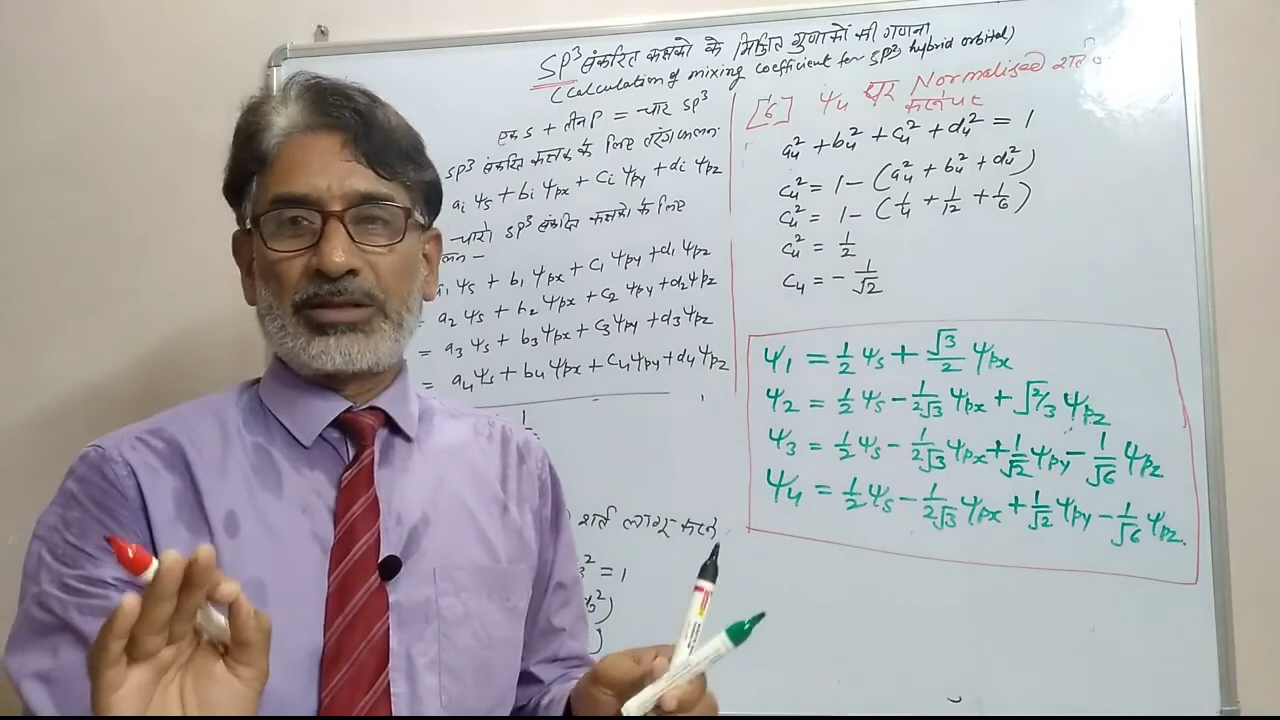 SP³ संकरित कक्षकों के मिश्रित गुणाकों की गणना
(Calculation of mixing coefficient for SP³ hybrid orbital)
एक s + तीन P = चार SP³
SP³ संकरित कक्षक के लिए तरंग फलन
aᵢ ψs + bᵢ ψpx + cᵢ ψpy + dᵢ ψpz
चारों SP³ संकरित कक्षकों के लिए
लन –
a₁ ψs + b₁ ψpx + c₁ ψpy + d₁ ψpz
= a₂ ψs + b₂ ψpx + c₂ ψpy + d₂ ψpz
= a₃ ψs + b₃ ψpx + c₃ ψpy + d₃ ψpz
= a₄ ψs + b₄ ψpx + c₄ ψpy + d₄ ψpz
शर्त लागू करने
² = 1
[6] ψ₄ पर Normalised शर्त
करने पर
a₄² + b₄² + c₄² + d₄² = 1
c₄² = 1 – (a₄² + b₄² + d₄²)
c₄² = 1 – (1/4 + 1/12 + 1/6)
c₄² = 1/2
c₄ = – 1/√2
ψ1 = 1/2 ψs + √3/2 ψpx
ψ2 = 1/2 ψs – 1/2√3 ψpx + √2/3 ψpz
ψ3 = 1/2 ψs – 1/2√3 ψpx + 1/√2 ψpy – 1/√6 ψpz
ψ4 = 1/2 ψs – 1/2√3 ψpx + 1/√2 ψpy – 1/√6 ψpz.